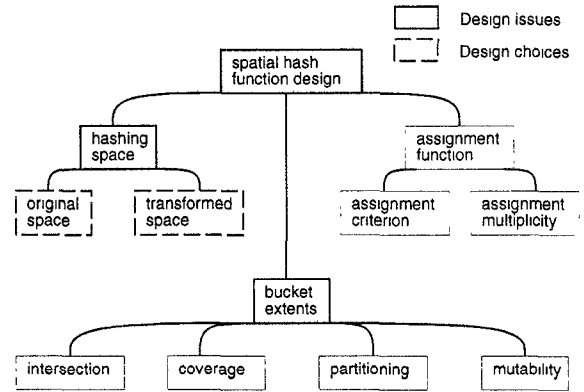 Design issues
Design choices
spatial hash
function design
hashing
space
assignment
function
original
space
transformed
space
assignment
criterion
assignment
multiplicity
bucket
extents
intersection
coverage
partitioning
mutability